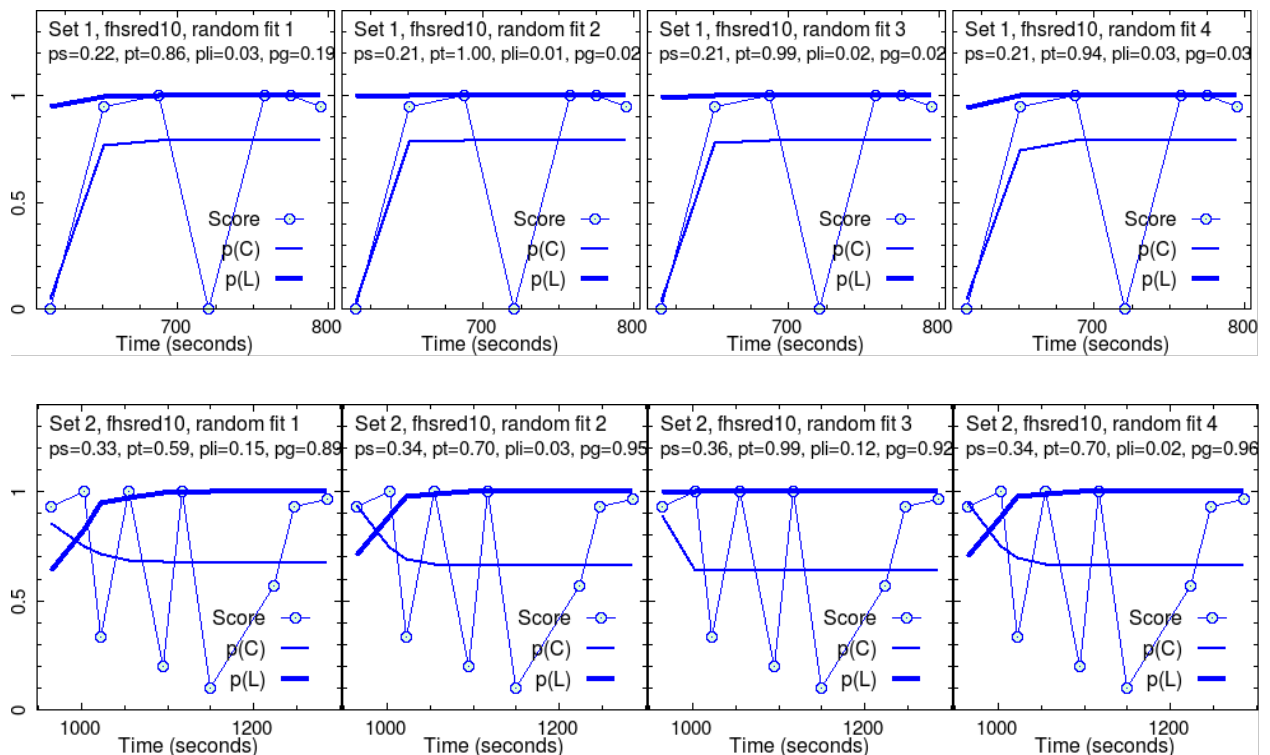 Set 1, fhsred10, random fit 1
ps=0.22, pt=0.86, pli=0.03, pg=0.19
1
0.5
0
Score
p(C)
p(L)
700
800
Time (seconds)
Set 1, fhsred10, random fit 2
ps=0.21, pt=1.00, pli=0.01, pg=0.02
Score
p(C)
p(L)
700
800
Time (seconds)
Set 1, fhsred10, random fit 3
ps=0.21, pt=0.99, pli=0.02, pg=0.02
Score
p(C)
p(L)
700
800
Time (seconds)
Set 1, fhsred10, random fit 4
ps=0.21, pt=0.94, pli=0.03, pg=0.03
Score
p(C)
p(L)
700
800
Time (seconds)
Set 2, fhsred10, random fit 1
ps=0.33, pt=0.59, pli=0.15, pg=0.89
1
0.5
0
Score
p(C)
p(L)
1000
1200
Time (seconds)
Set 2, fhsred10, random fit 2
ps=0.34, pt=0.70, pli=0.03, pg=0.95
Score
p(C)
p(L)
1000
1200
Time (seconds)
Set 2, fhsred10, random fit 3
ps=0.36, pt=0.99, pli=0.12, pg=0.92
Score
p(C)
p(L)
1000
1200
Time (seconds)
Set 2, fhsred10, random fit 4
ps=0.34, pt=0.70, pli=0.02, pg=0.96
Score
p(C)
p(L)
1000
1200
Time (seconds)